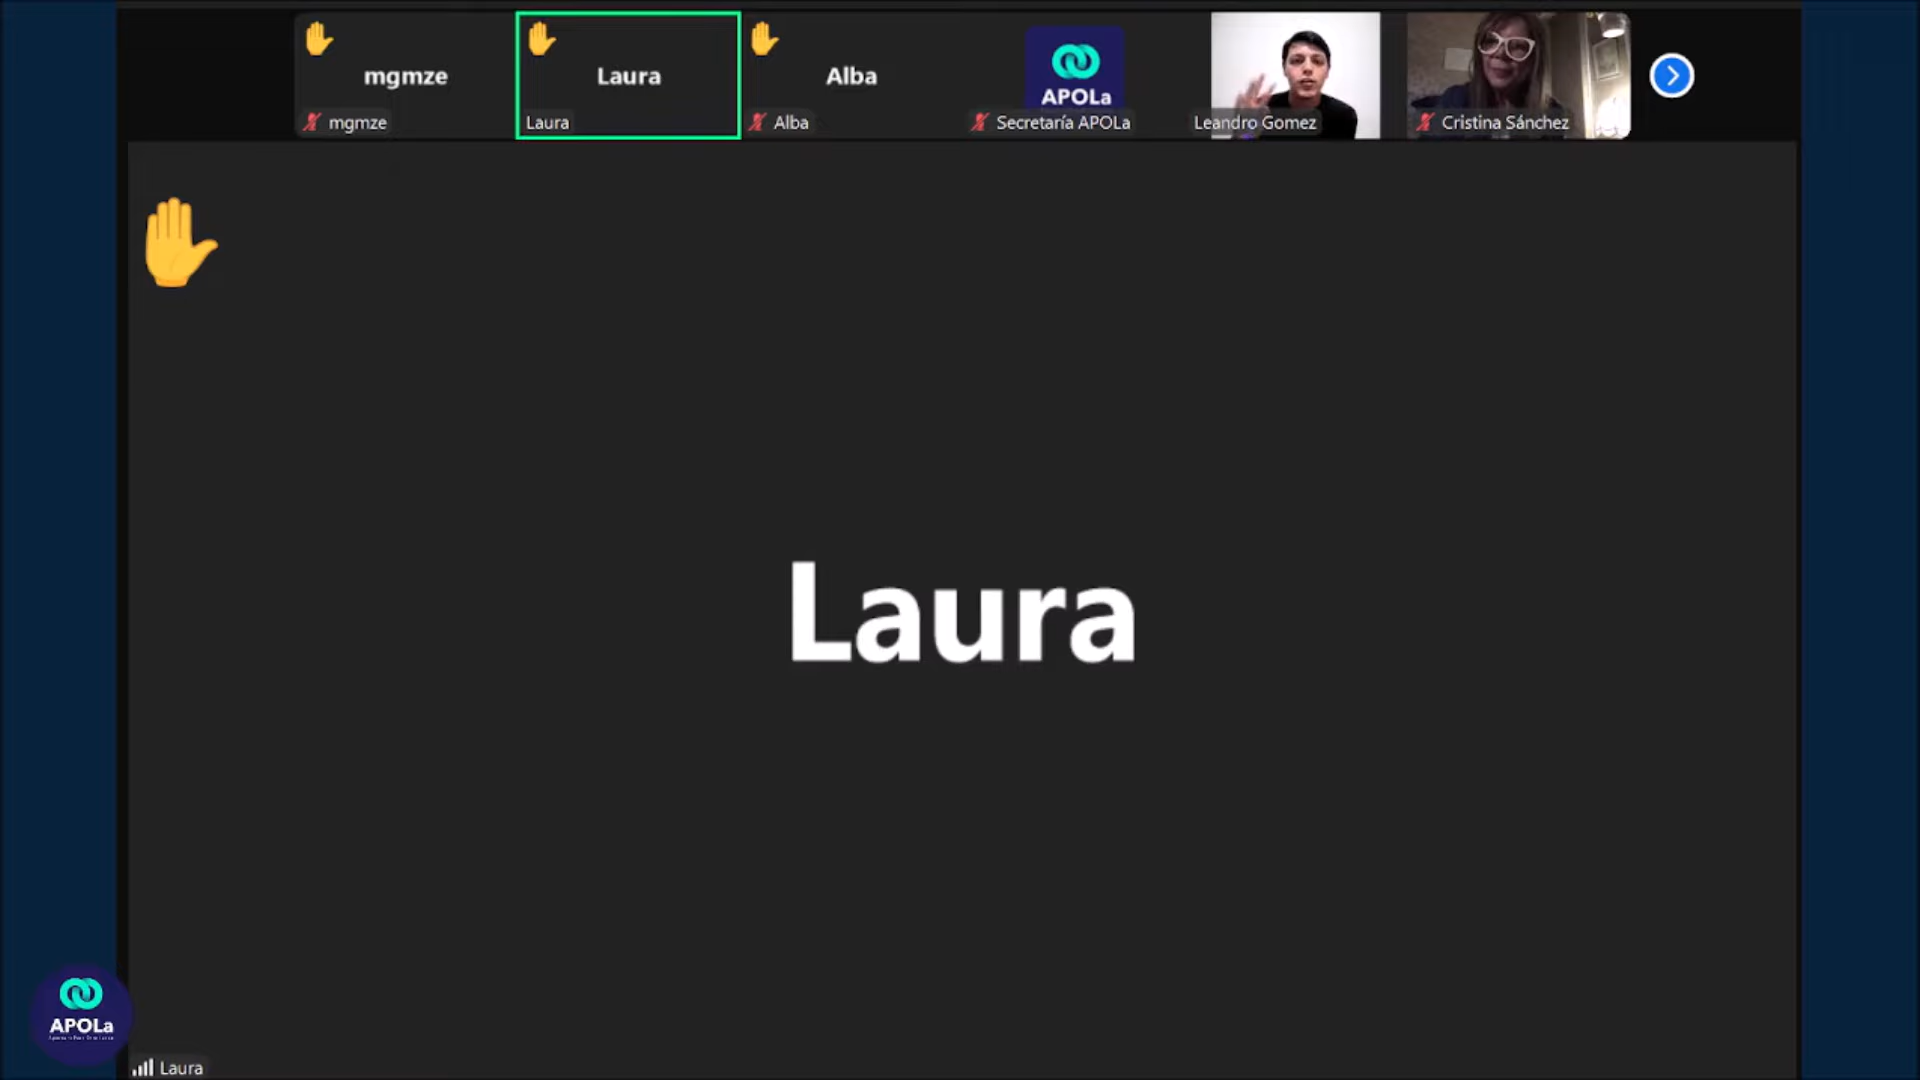 mgmze
Laura
Alba
APOLa
mgmze
Laura
Alba
Secretaría APOLa
Leandro Gomez
Cristina Sánchez
Laura
APOLa
Laura